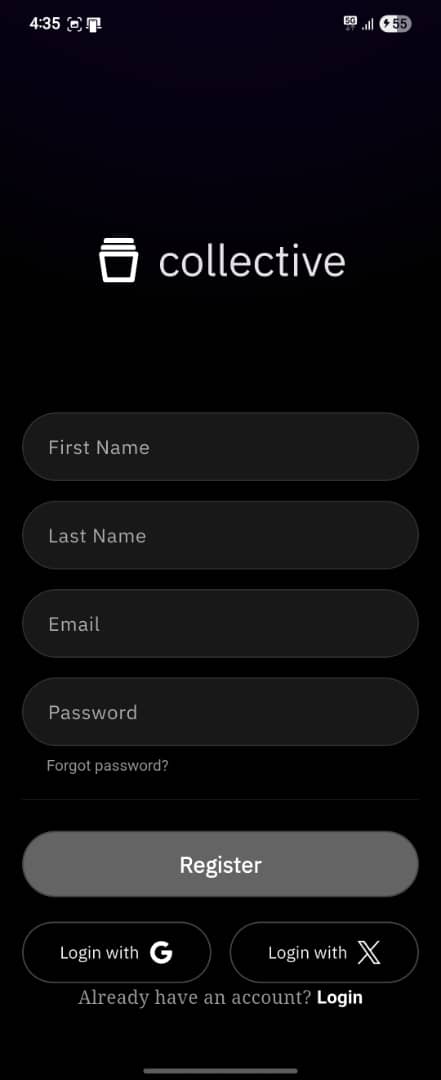 4:35
5G
55
collective
First Name
Last Name
Email
Password
Forgot password?
Register
Login with G
Login with X
Already have an account? Login